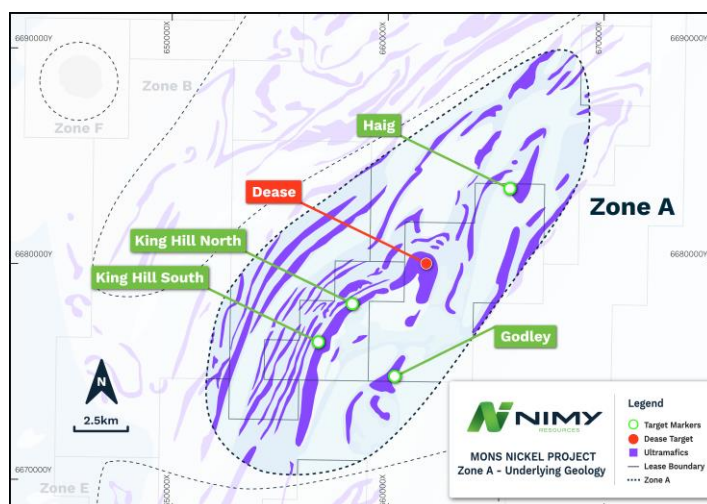 650000X
660000X
670000X
6690000Y
6690000Y
Zone B
Zone F
Haig
Dease
Zone A
King Hill North
King Hill South
6680000Y
6680000Y
Godley
N
2.5km
NIMY
RESOURCES
MONS NICKEL PROJECT
Zone A - Underlying Geology
Legend
Target Markers
Dease Target
Ultramafics
Lease Boundary
Zone A
6670000Y
Zone E
650000X
660000X